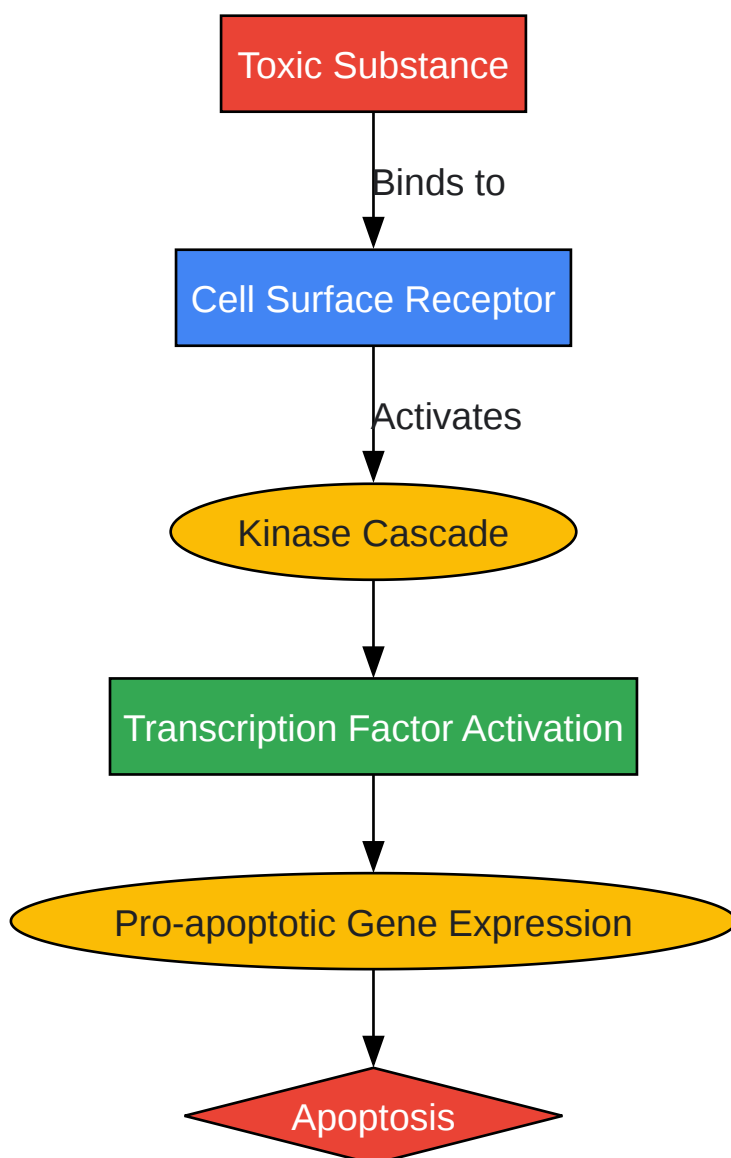 Toxic Substance
Binds to
Cell Surface Receptor
Activates
Kinase Cascade
Transcription Factor Activation
Pro-apoptotic Gene Expression
Apoptosis